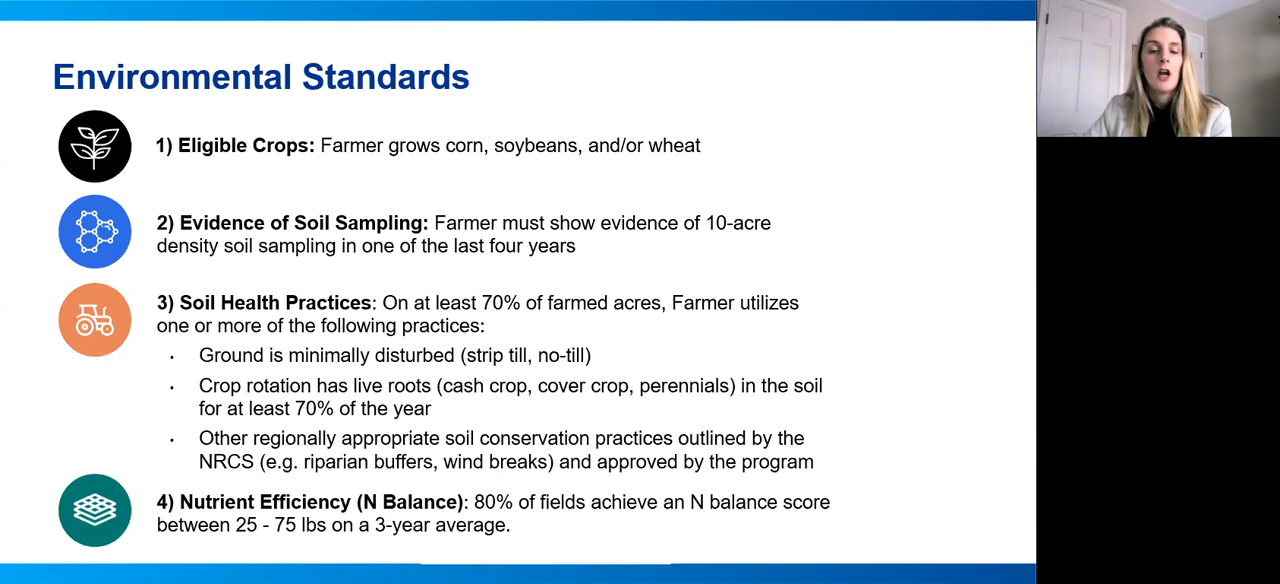 Environmental Standards
1) Eligible Crops: Farmer grows corn, soybeans, and/or wheat
2) Evidence of Soil Sampling: Farmer must show evidence of 10-acre
density soil sampling in one of the last four years
3) Soil Health Practices: On at least 70% of farmed acres, Farmer utilizes
one or more of the following practices:
· Ground is minimally disturbed (strip till, no-till)
· Crop rotation has live roots (cash crop, cover crop, perennials) in the soil
for at least 70% of the year
· Other regionally appropriate soil conservation practices outlined by the
NRCS (e.g. riparian buffers, wind breaks) and approved by the program
4) Nutrient Efficiency (N Balance): 80% of fields achieve an N balance score
between 25 - 75 lbs on a 3-year average.